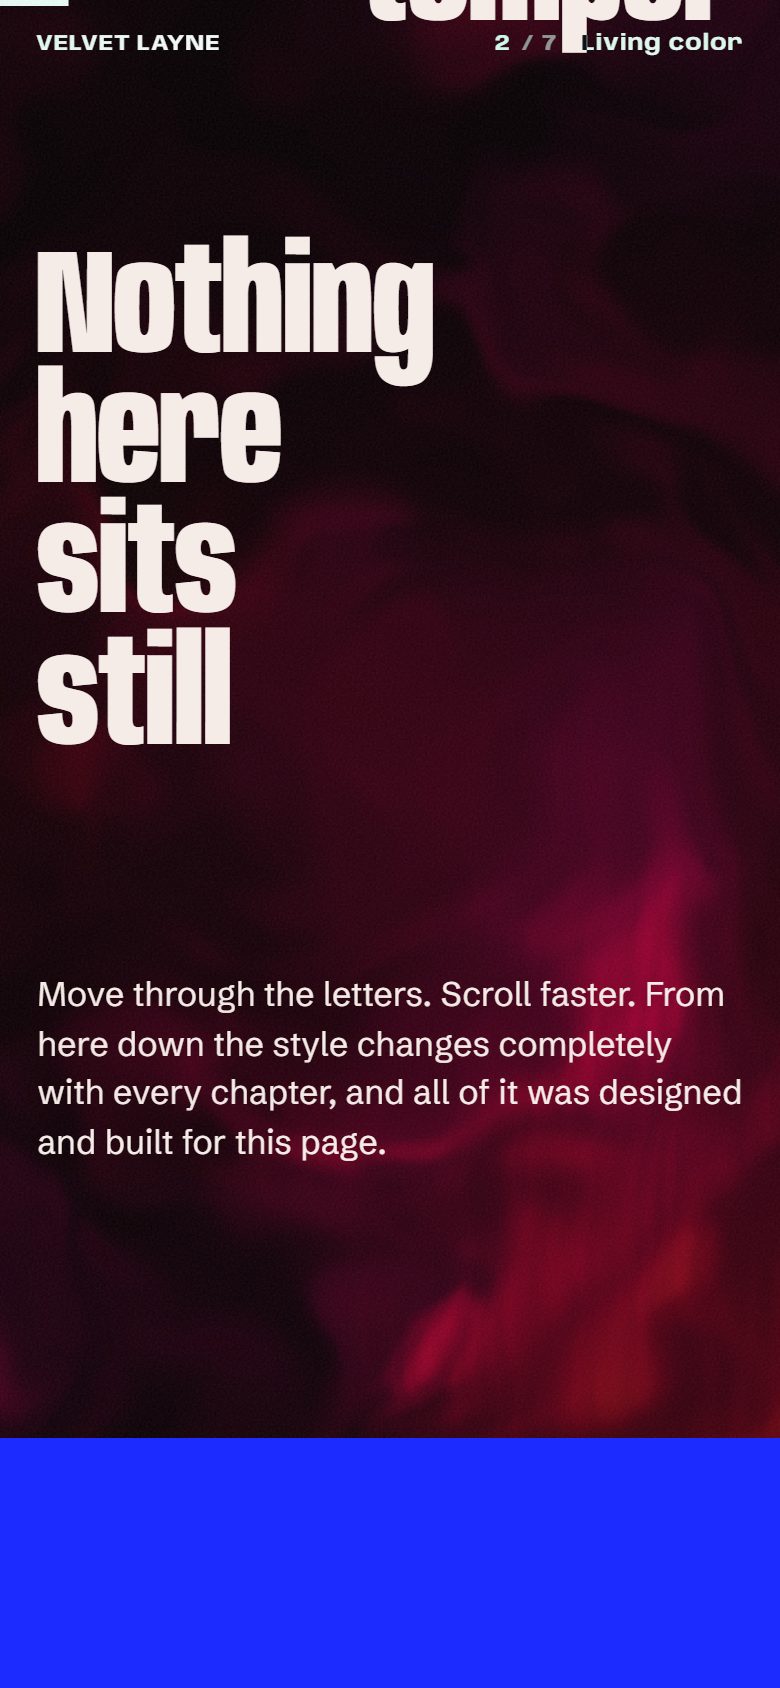 temper
VELVET LAYNE
2 / 7 Living color
Nothing
here
sits
still
Move through the letters. Scroll faster. From
here down the style changes completely
with every chapter, and all of it was designed
and built for this page.